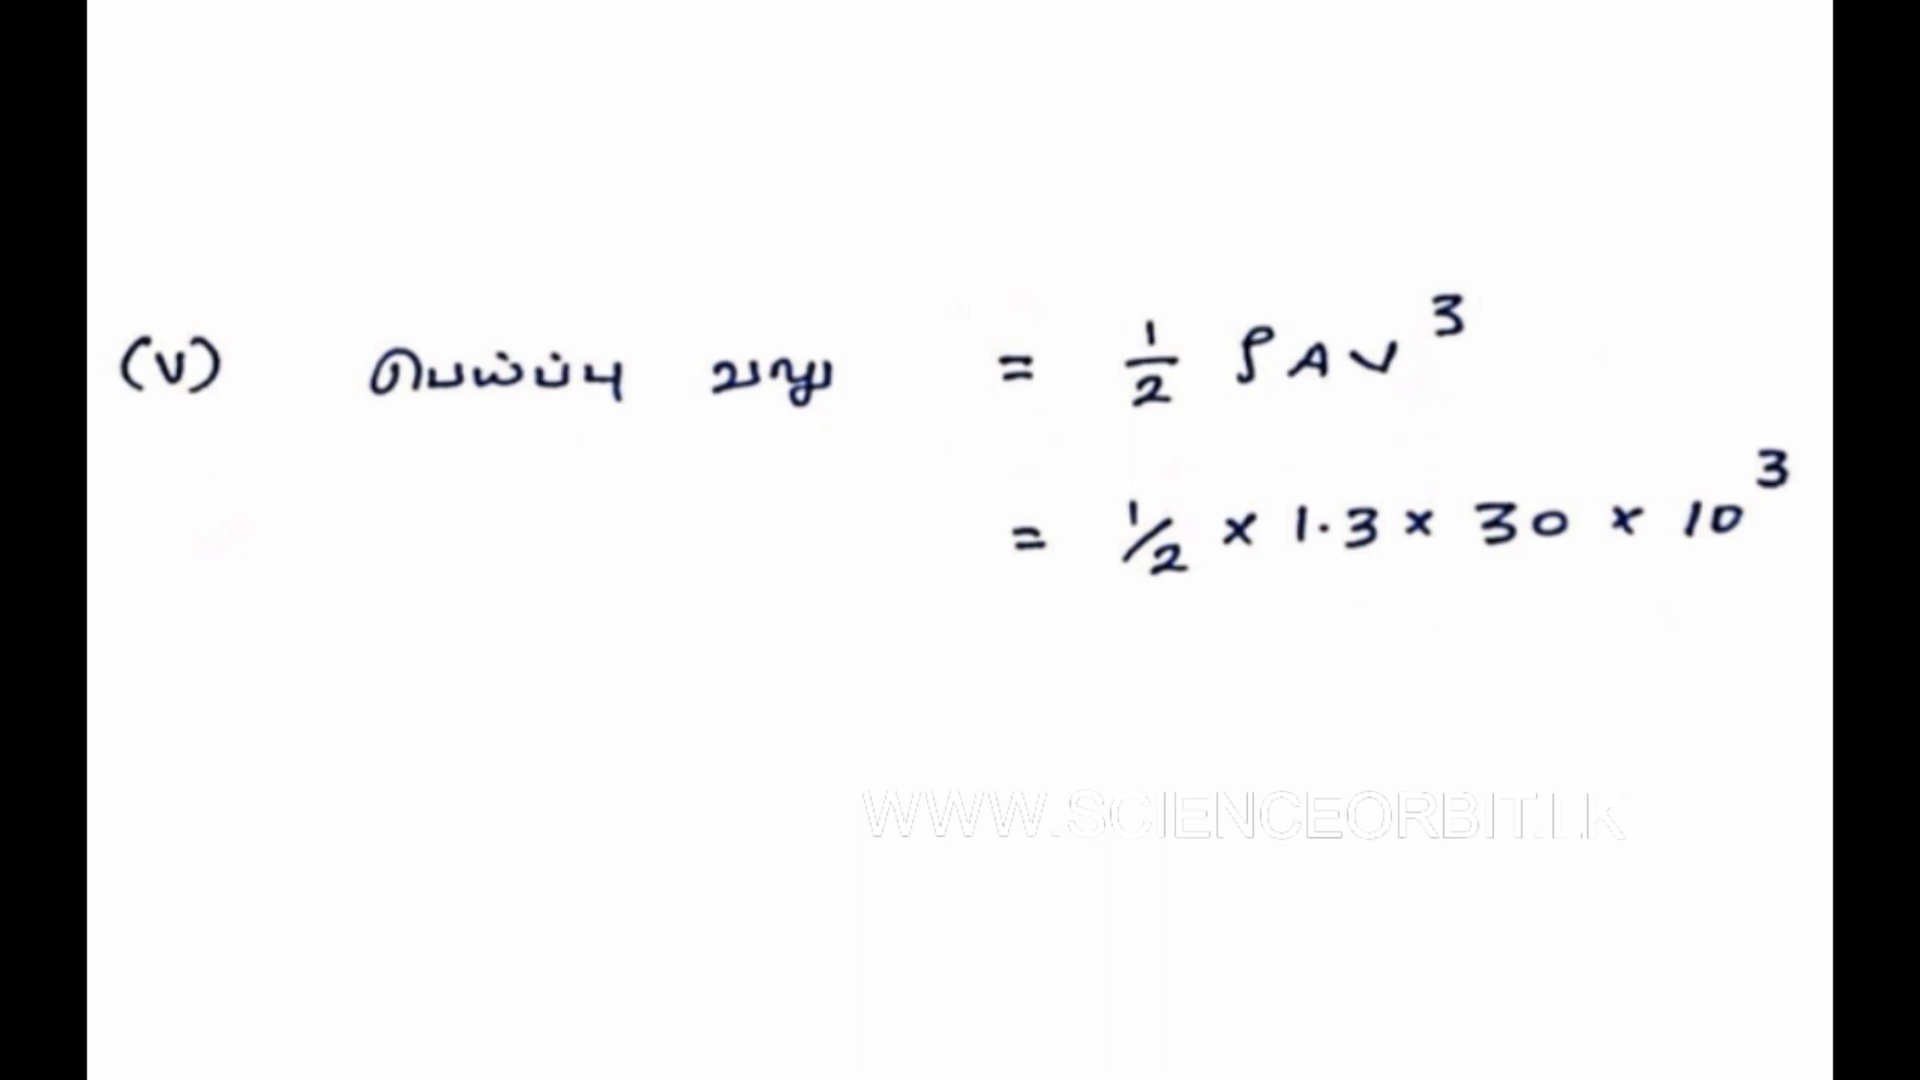 (V) பெய்ப்பு வலு = 1/2 ρAV³
= 1/2 × 1.3 × 30 × 10³
WWW.SCIENCEORBIT.LK